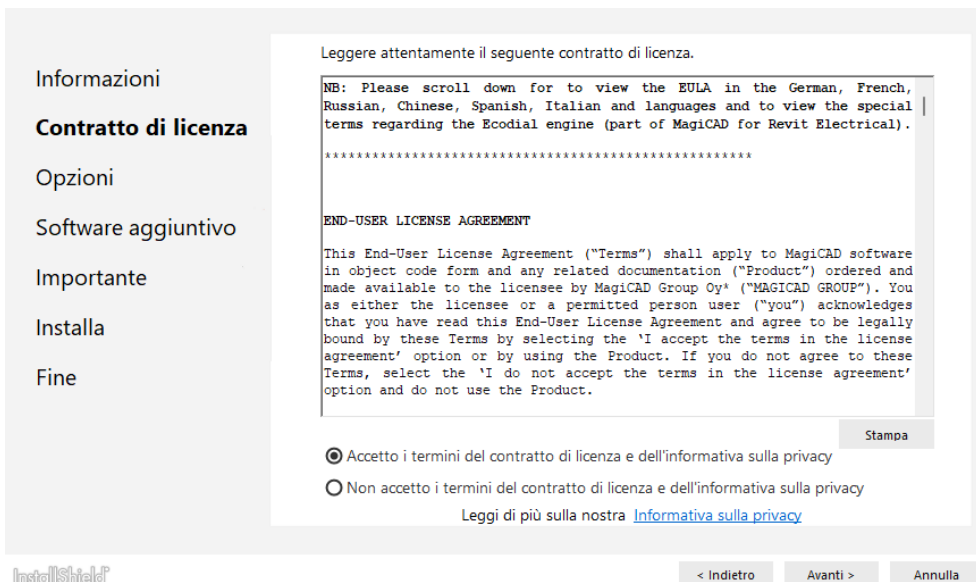 Leggere attentamente il seguente contratto di licenza.
Informazioni
Contratto di licenza
Opzioni
Software aggiuntivo
Importante
Installa
Fine
NB: Please scroll down for to view the EULA in the German, French,
Russian, Chinese, Spanish, Italian and languages and to view the special
terms regarding the Ecodial engine (part of MagiCAD for Revit Electrical).
******************************************************
END-USER LICENSE AGREEMENT
This End-User License Agreement (“Terms”) shall apply to MagiCAD software
in object code form and any related documentation (“Product”) ordered and
made available to the licensee by MagiCAD Group Oy* (“MAGICAD GROUP”). You
as either the licensee or a permitted person user (“you”) acknowledges
that you have read this End-User License Agreement and agree to be legally
bound by these Terms by selecting the ‘I accept the terms in the license
agreement’ option or by using the Product. If you do not agree to these
Terms, select the ‘I do not accept the terms in the license agreement’
option and do not use the Product.
Stampa
Accetto i termini del contratto di licenza e dell'informativa sulla privacy
Non accetto i termini del contratto di licenza e dell'informativa sulla privacy
Leggi di più sulla nostra Informativa sulla privacy
InstallShield
< Indietro Avanti > Annulla